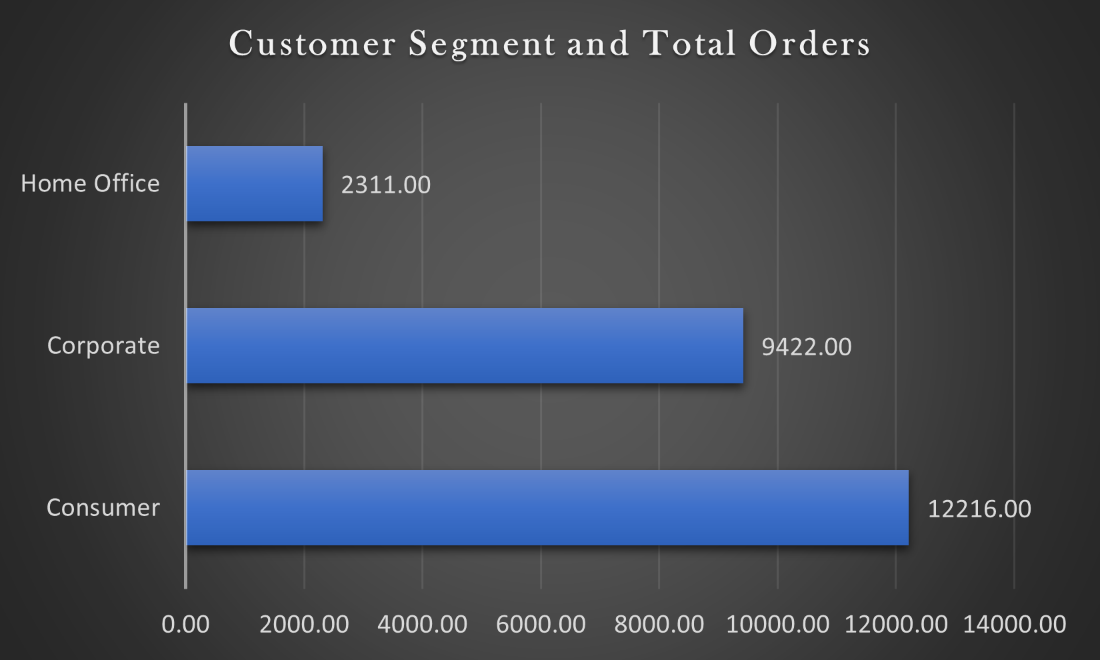 Customer Segment and Total Orders
Home Office
2311.00
Corporate
9422.00
Consumer
12216.00
0.00 2000.00 4000.00 6000.00 8000.00 10000.00 12000.00 14000.00